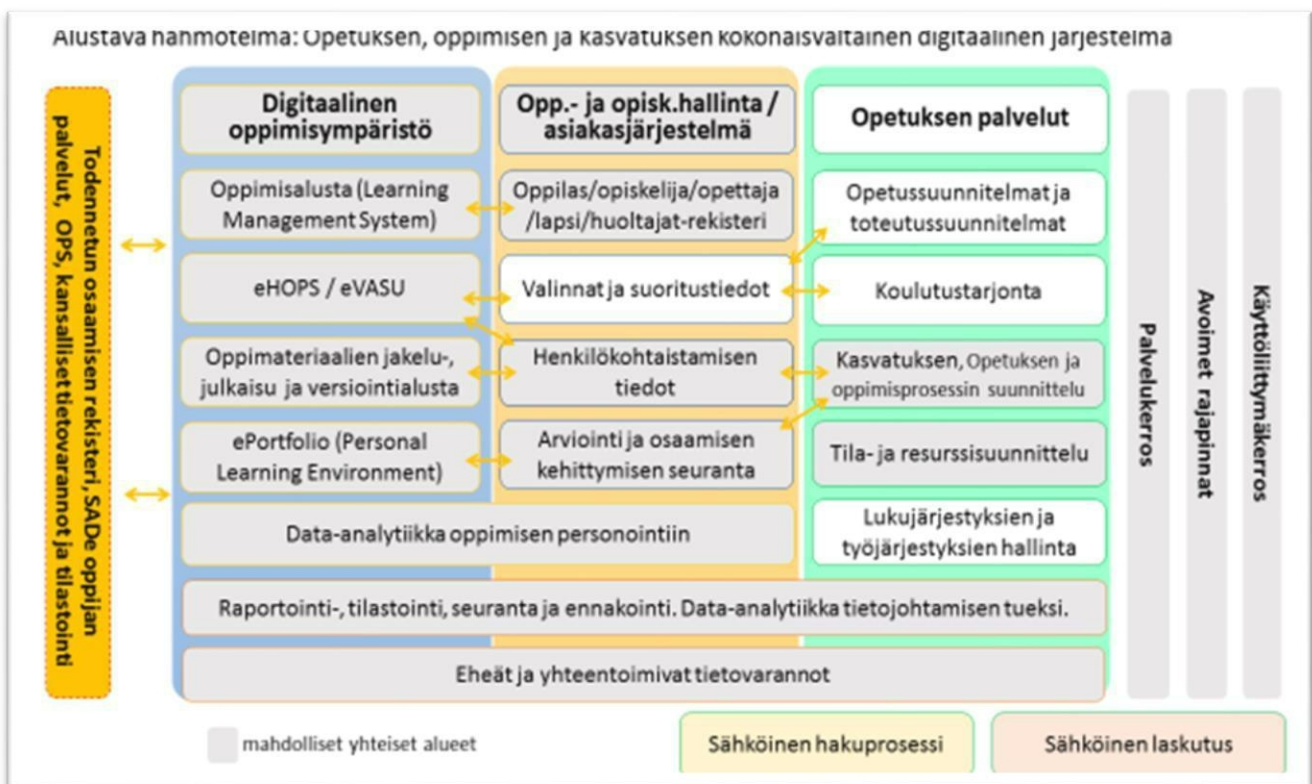 Alustava hahmotelma: Opetuksen, oppimisen ja kasvatuksen kokonaisvaltainen digitaalinen järjestelmä
Todennetun osaamisen rekisteri, SADe oppijan
palvelut, OPS, kansalliset tietovarannot ja tilastointi
Digitaalinen
oppimisympäristö
Opp.- ja opisk.hallinta /
asiakasjärjestelmä
Opetuksen palvelut
Oppimisalusta (Learning
Management System)
Oppilas/opiskelija/opettaja
/lapsi/huoltajat-rekisteri
Opetussuunnitelmat ja
toteutussuunnitelmat
eHOPS / eVASU
Valinnat ja suoritustiedot
Koulutustarjonta
Oppimateriaalien jakelu-,
julkaisu ja versiointialusta
Henkilökohtaistamisen
tiedot
Kasvatuksen, Opetuksen ja
oppimisprosessin suunnittelu
ePortfolio (Personal
Learning Environment)
Arviointi ja osaamisen
kehittymisen seuranta
Tila- ja resurssisuunnittelu
Data-analytiikka oppimisen personointiin
Lukujärjestyksien ja
työjärjestyksien hallinta
Raportointi-, tilastointi, seuranta ja ennakointi. Data-analytiikka tietojohtamisen tueksi.
Eheät ja yhteentoimivat tietovarannot
Palvelukerros
Avoimet rajapinnat
Käyttöliittymäkerros
mahdolliset yhteiset alueet
Sähköinen hakuprosessi
Sähköinen laskutus